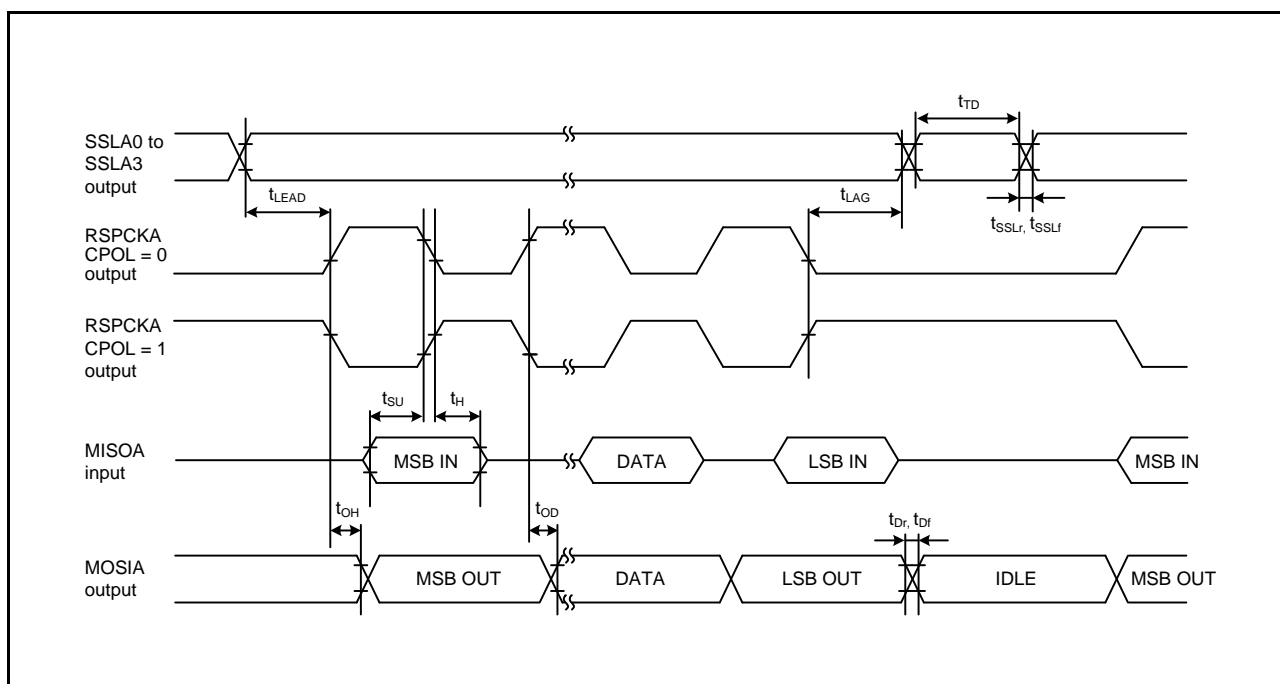 tTD
SSLA0 to
SSLA3
output
tLEAD
tLAG
tSSLr, tSSLf
RSPCKA
CPOL = 0
output
RSPCKA
CPOL = 1
output
tSU
tH
MISOA
input
MSB IN
DATA
LSB IN
MSB IN
tOH
tOD
tDr, tDf
MOSIA
output
MSB OUT
DATA
LSB OUT
IDLE
MSB OUT